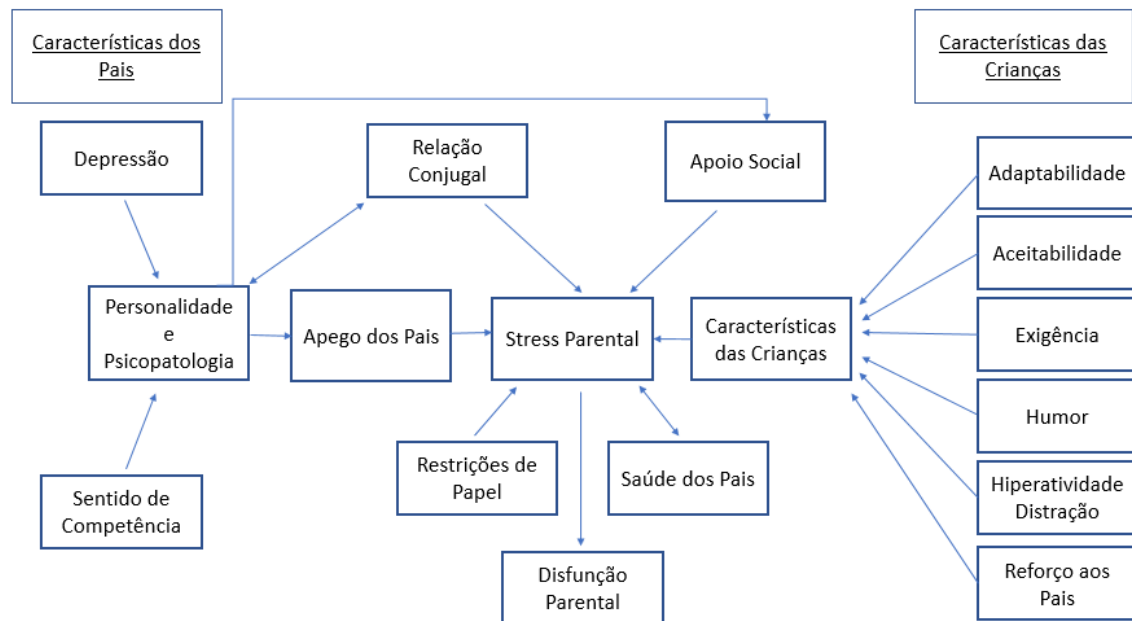 Características dos
Pais
Características das
Crianças
Depressão
Relação
Conjugal
Apoio Social
Adaptabilidade
Aceitabilidade
Personalidade
e
Psicopatologia
Apego dos Pais
Stress Parental
Características
das Crianças
Exigência
Humor
Restrições de
Papel
Saúde dos Pais
Sentido de
Competência
Hiperatividade
Distração
Disfunção
Parental
Reforço aos
Pais